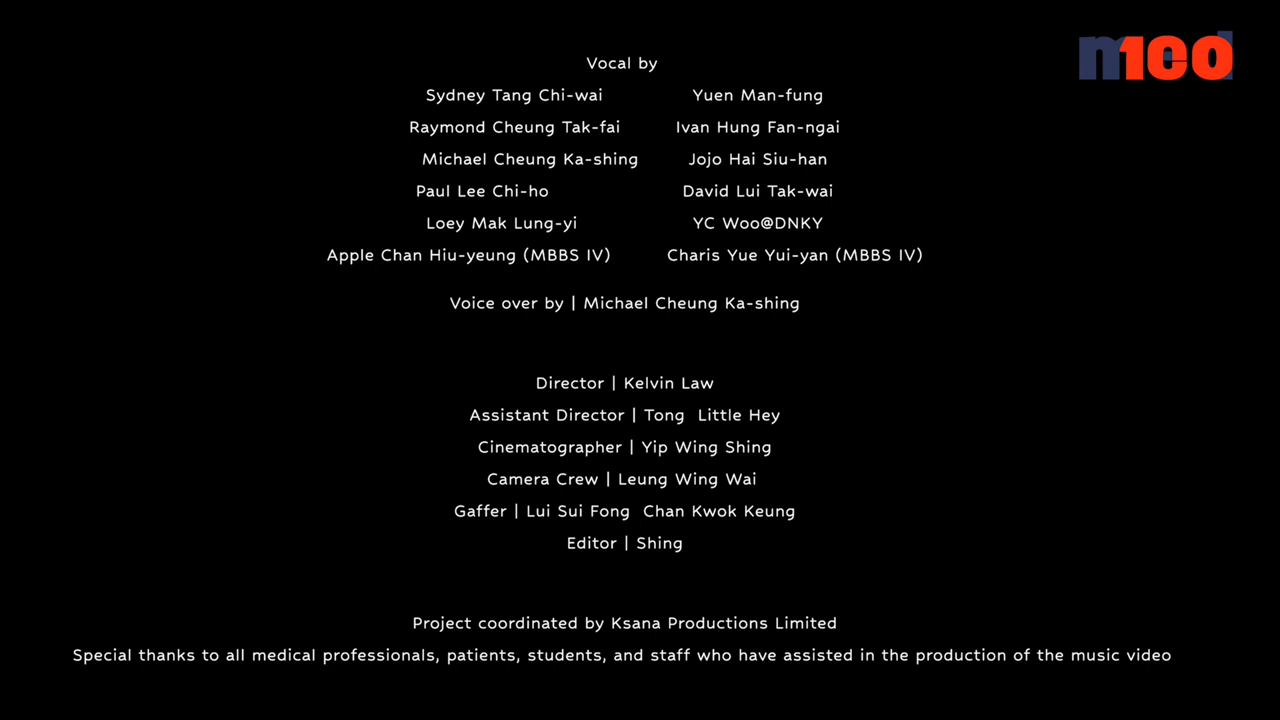 m100d
Vocal by
Sydney Tang Chi-wai Yuen Man-fung
Raymond Cheung Tak-fai Ivan Hung Fan-ngai
Michael Cheung Ka-shing Jojo Hai Siu-han
Paul Lee Chi-ho David Lui Tak-wai
Loey Mak Lung-yi YC Woo@DNKY
Apple Chan Hiu-yeung (MBBS IV) Charis Yue Yui-yan (MBBS IV)
Voice over by | Michael Cheung Ka-shing
Director | Kelvin Law
Assistant Director | Tong Little Hey
Cinematographer | Yip Wing Shing
Camera Crew | Leung Wing Wai
Gaffer | Lui Sui Fong Chan Kwok Keung
Editor | Shing
Project coordinated by Ksana Productions Limited
Special thanks to all medical professionals, patients, students, and staff who have assisted in the production of the music video